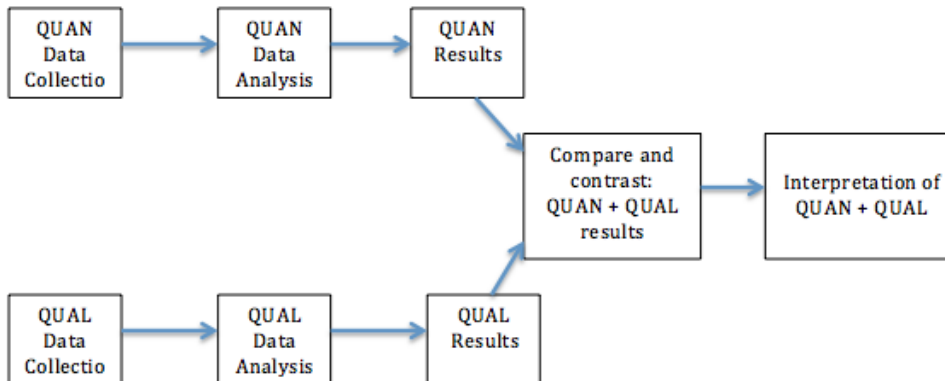 QUAN
Data
Collectio
QUAN
Data
Analysis
QUAN
Results
Compare and
contrast:
QUAN + QUAL
results
Interpretation of
QUAN + QUAL
QUAL
Data
Collectio
QUAL
Data
Analysis
QUAL
Results